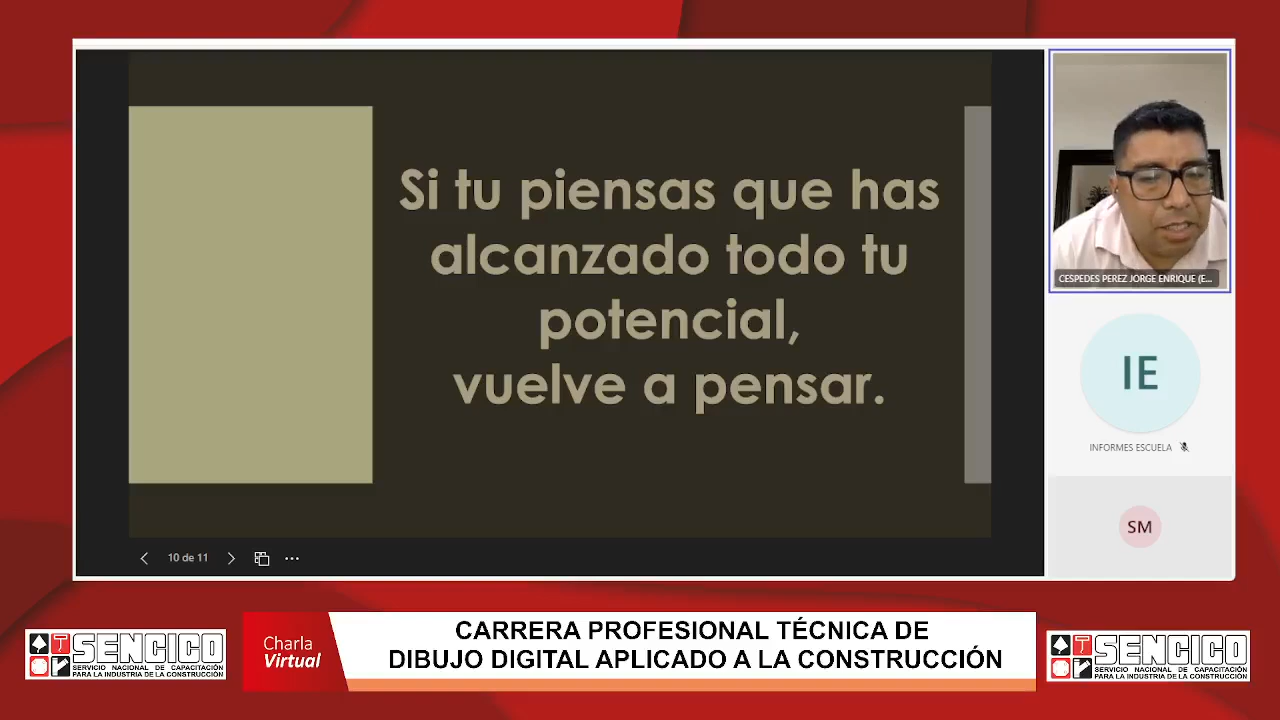 Si tu piensas que has
alcanzado todo tu
potencial,
vuelve a pensar.
10 de 11
CESPEDES PEREZ JORGE ENRIQUE (E...
IE
INFORMES ESCUELA
SM
SENCICO
SERVICIO NACIONAL DE CAPACITACIÓN
PARA LA INDUSTRIA DE LA CONSTRUCCIÓN
Charla
Virtual
CARRERA PROFESIONAL TÉCNICA DE
DIBUJO DIGITAL APLICADO A LA CONSTRUCCIÓN
SENCICO
SERVICIO NACIONAL DE CAPACITACIÓN
PARA LA INDUSTRIA DE LA CONSTRUCCIÓN